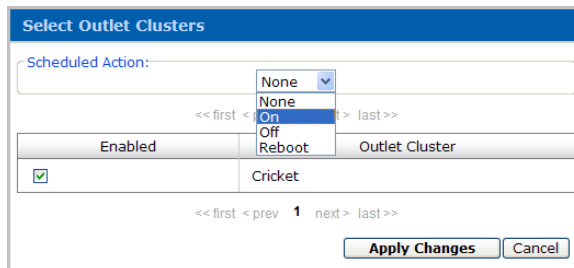 Select Outlet Clusters
Scheduled Action:
None
None
On
Off
Reboot
<< first < > last >>
Enabled Outlet Cluster
Cricket
<< first < prev 1 next > last >>
Apply Changes Cancel